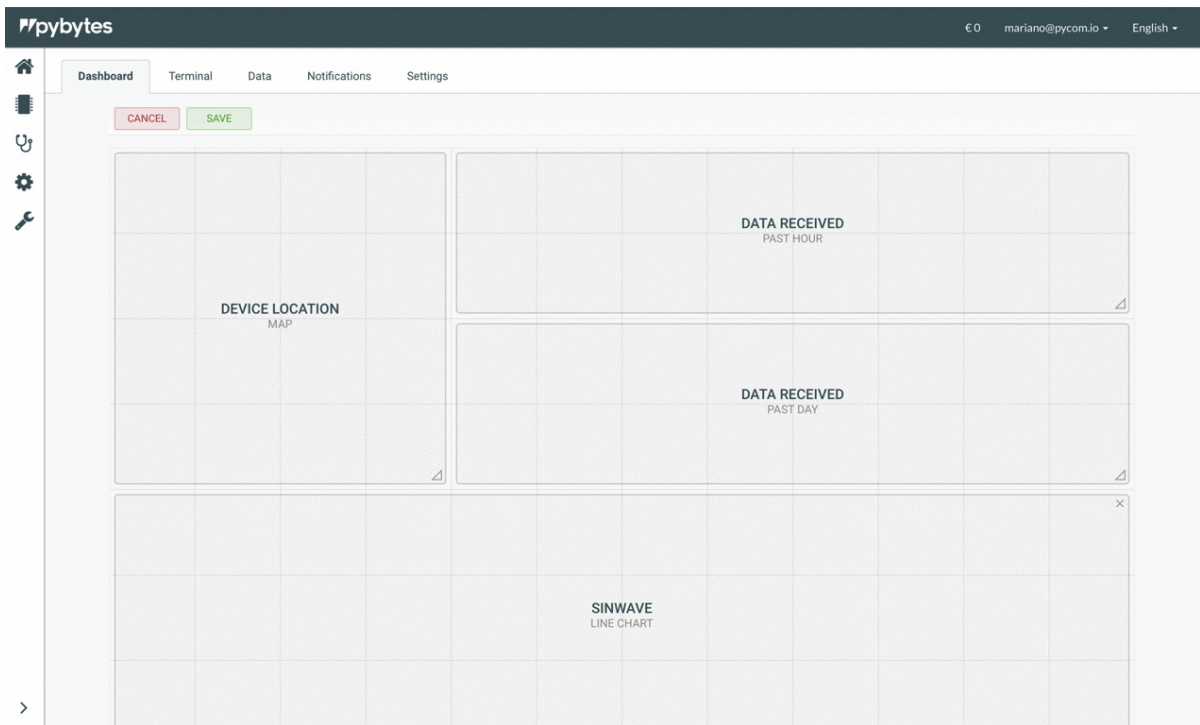 pybytes
€ 0 mariano@pycom.io English
Dashboard Terminal Data Notifications Settings
CANCEL SAVE
DEVICE LOCATION
MAP
DATA RECEIVED
PAST HOUR
DATA RECEIVED
PAST DAY
SINWAVE
LINE CHART